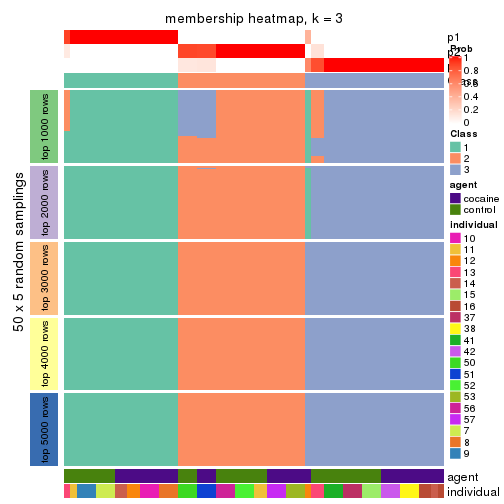 membership heatmap, k = 3
p1
p2
Prob
1
0.8
0.6
0.4
0.2
0
Class
1
2
3
agent
cocaine
control
individual
10
11
12
13
14
15
16
37
38
41
42
50
51
52
53
56
57
7
8
9
50 x 5 random samplings
top 1000 rows
top 2000 rows
top 3000 rows
top 4000 rows
top 5000 rows
agent
individual